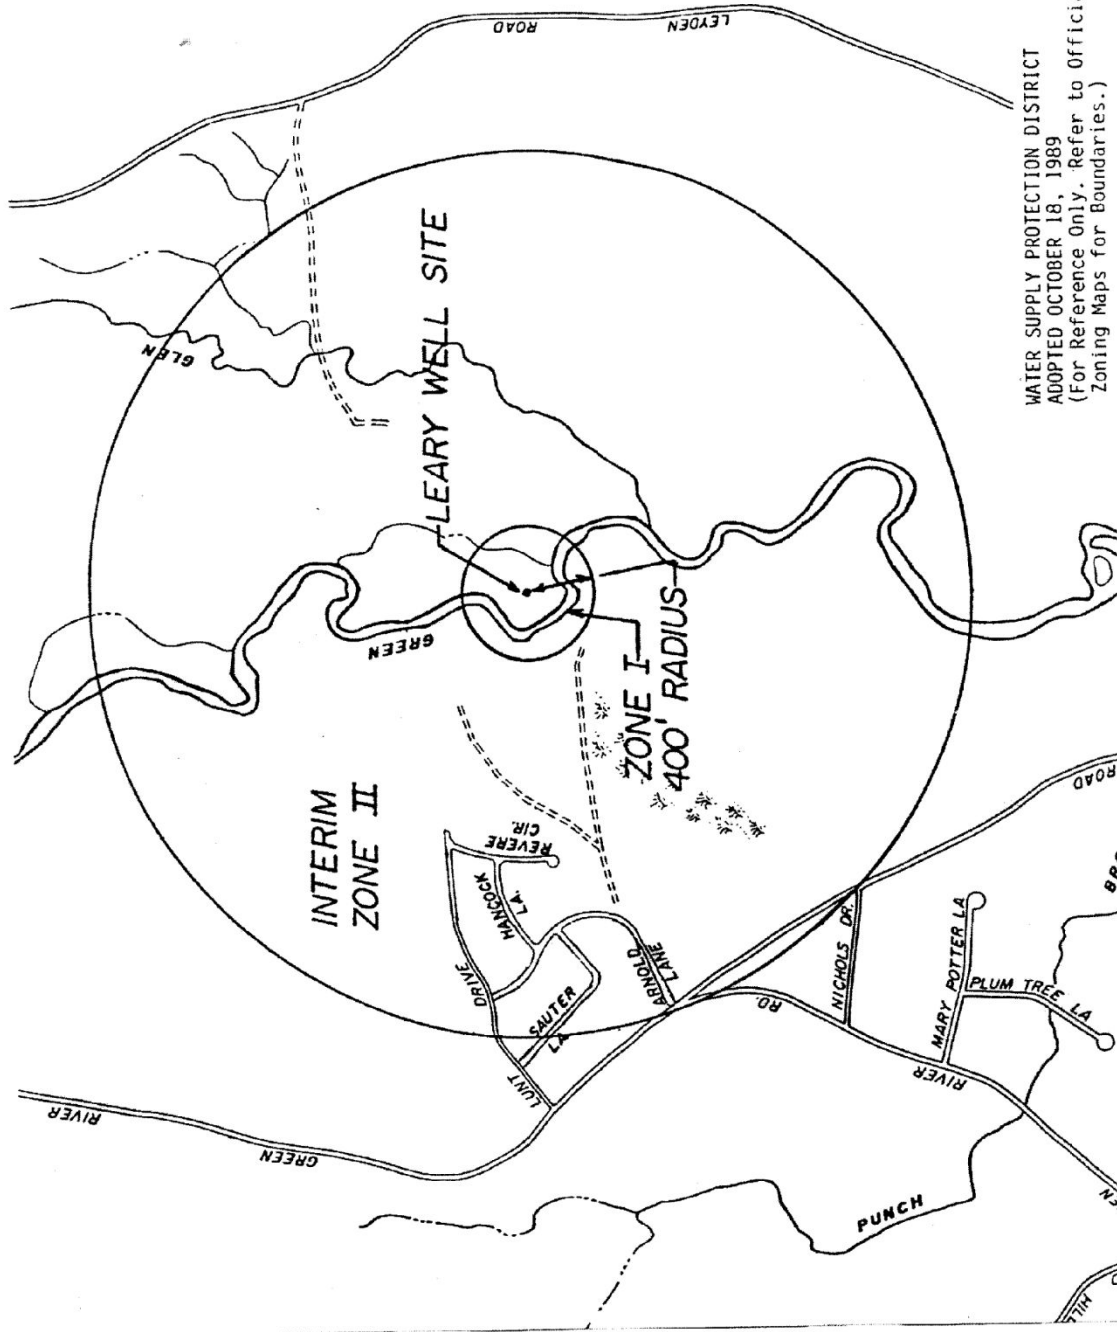 LEYDEN
ROAD
GLEN
LEARY WELL SITE
GREEN
ZONE I
400' RADIUS
INTERIM
ZONE II
REVERE
CIR.
HANCOCK
LA.
DRIVE
SAUTER
LA
LUNT
ARNOLD
LANE
NICHOLS DR.
ROAD
RD.
MARY POTTER LA
PLUM TREE LA
RIVER
GREEN
RIVER
PUNCH
HILL
WATER SUPPLY PROTECTION DISTRICT
ADOPTED OCTOBER 18, 1989
(For Reference Only. Refer to
Zoning Maps for Boundaries.)